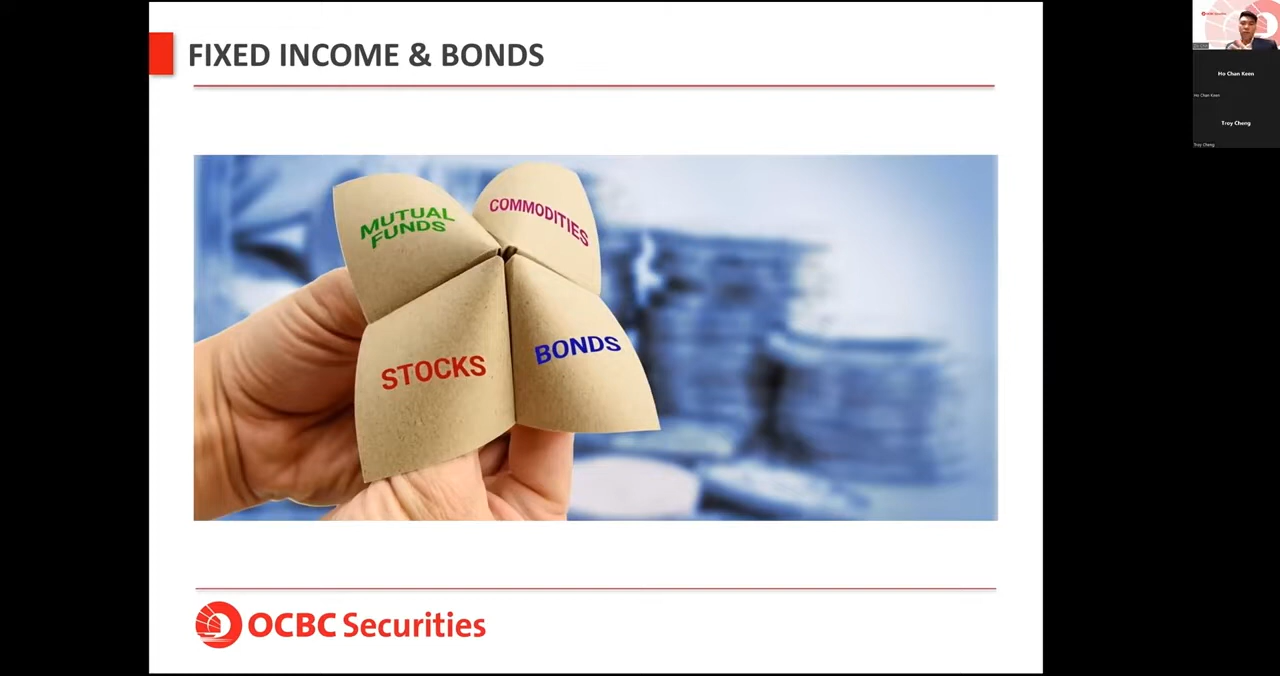 FIXED INCOME & BONDS
MUTUAL
FUNDS
COMMODITIES
STOCKS
BONDS
OCBC Securities
Ho Chan Keen
Ho Chan Keen
Troy Cheng
Troy Cheng